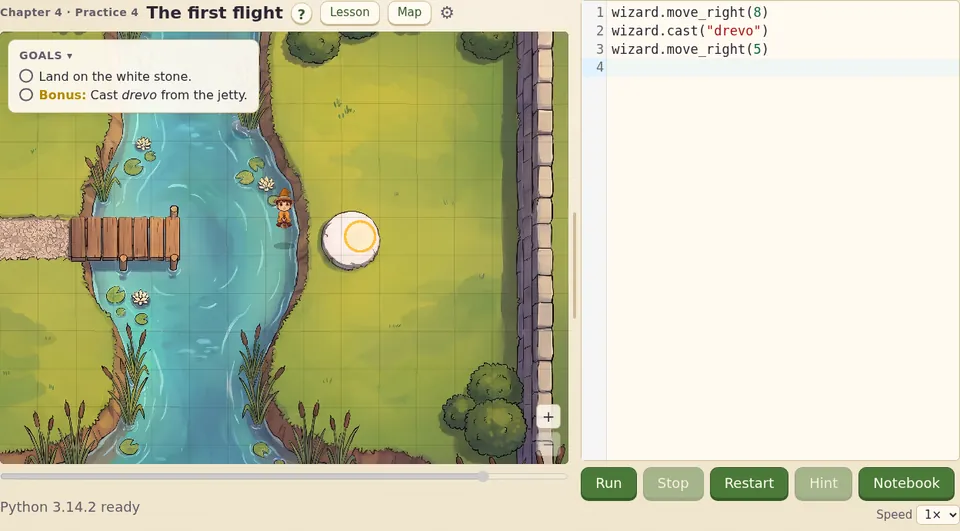 Chapter 4 · Practice 4 The first flight ? Lesson Map
GOALS ▾
Land on the white stone.
Bonus: Cast drevo from the jetty.
1 wizard.move_right(8)
2 wizard.cast("drevo")
3 wizard.move_right(5)
4
+
Run Stop Restart Hint Notebook
Python 3.14.2 ready
Speed 1×